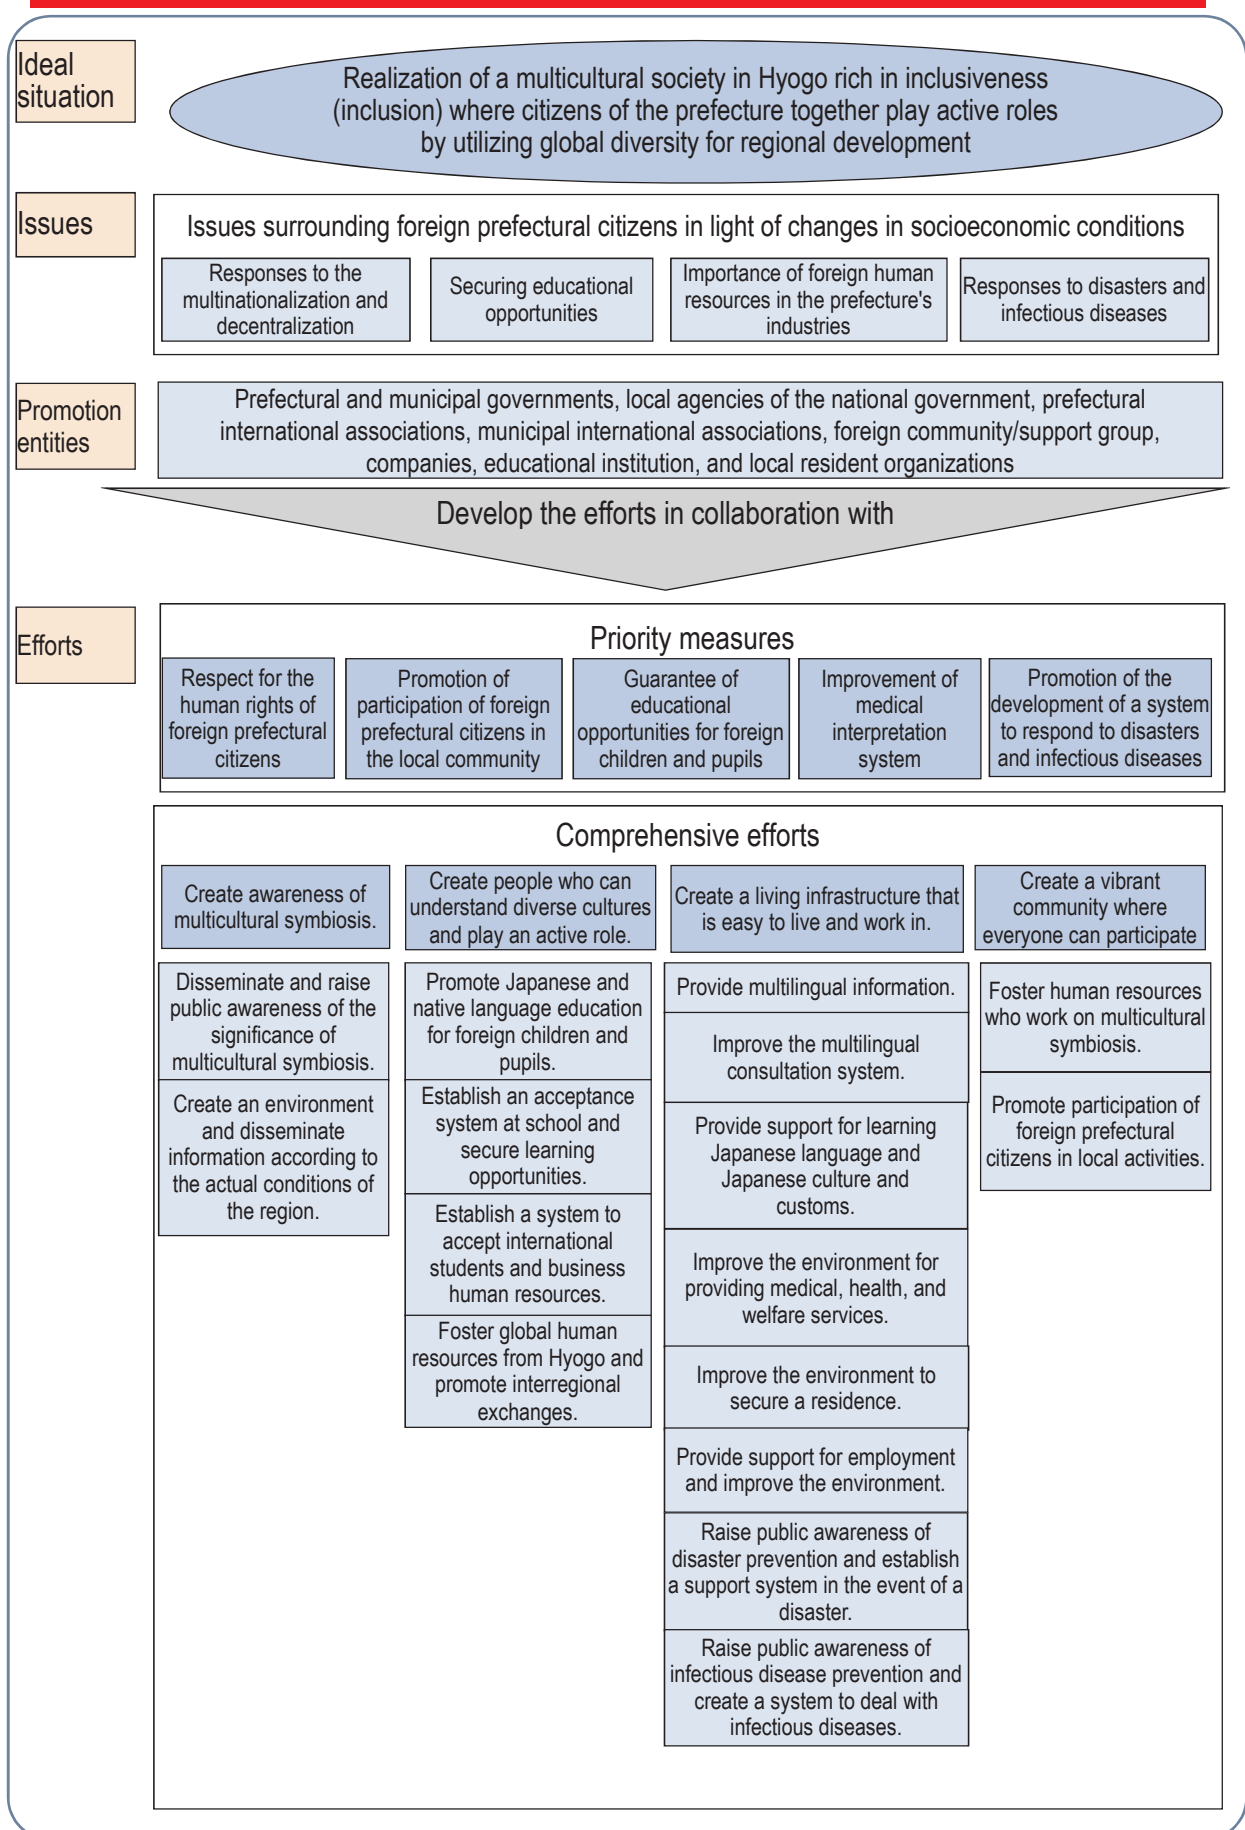 Ideal
situation
Realization of a multicultural society in Hyogo rich in inclusiveness
(inclusion) where citizens of the prefecture together play active roles
by utilizing global diversity for regional development
Issues
Issues surrounding foreign prefectural citizens in light of changes in socioeconomic conditions
Responses to the
multinationalization and
decentralization
Securing educational
opportunities
Importance of foreign human
resources in the prefecture's
industries
Responses to disasters and
infectious diseases
Promotion
entities
Prefectural and municipal governments, local agencies of the national government, prefectural
international associations, municipal international associations, foreign community/support group,
companies, educational institution, and local resident organizations
Develop the efforts in collaboration with
Efforts
Priority measures
Respect for the
human rights of
foreign prefectural
citizens
Promotion of
participation of foreign
prefectural citizens in
the local community
Guarantee of
educational
opportunities for foreign
children and pupils
Improvement of
medical
interpretation
system
Promotion of the
development of a system
to respond to disasters
and infectious diseases
Comprehensive efforts
Create awareness of
multicultural symbiosis.
Disseminate and raise
public awareness of the
significance of
multicultural symbiosis.
Create an environment
and disseminate
information according to
the actual conditions of
the region.
Create people who can
understand diverse cultures
and play an active role.
Promote Japanese and
native language education
for foreign children and
pupils.
Establish an acceptance
system at school and
secure learning
opportunities.
Establish a system to
accept international
students and business
human resources.
Foster global human
resources from Hyogo and
promote interregional
exchanges.
Create a living infrastructure that
is easy to live and work in.
Provide multilingual information.
Improve the multilingual
consultation system.
Provide support for learning
Japanese language and
Japanese culture and
customs.
Improve the environment for
providing medical, health, and
welfare services.
Improve the environment to
secure a residence.
Provide support for employment
and improve the environment.
Raise public awareness of
disaster prevention and establish
a support system in the event of a
disaster.
Raise public awareness of
infectious disease prevention and
create a system to deal with
infectious diseases.
Create a vibrant
community where
everyone can participate
Foster human resources
who work on multicultural
symbiosis.
Promote participation of
foreign prefectural
citizens in local activities.